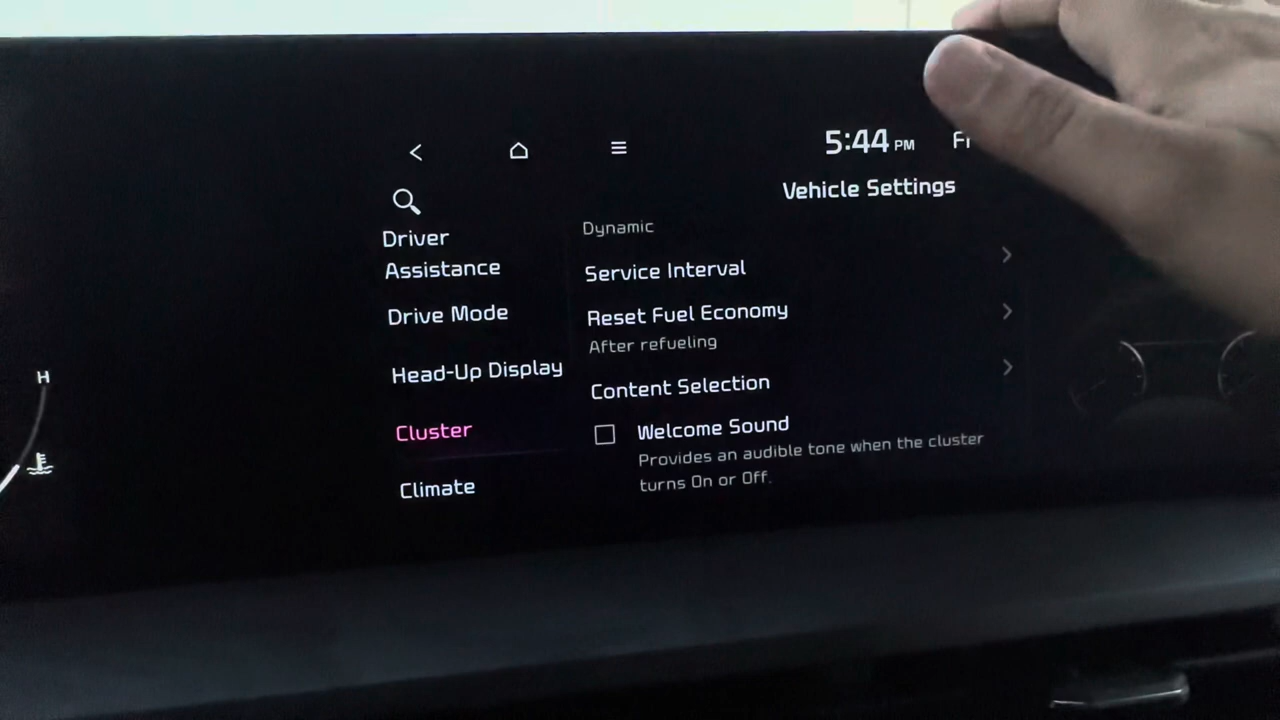 5:44 PM
Vehicle Settings
Driver
Assistance
Drive Mode
Head-Up Display
Cluster
Climate
Dynamic
Service Interval
Reset Fuel Economy
After refueling
Content Selection
Welcome Sound
Provides an audible tone when the cluster
turns On or Off.
H